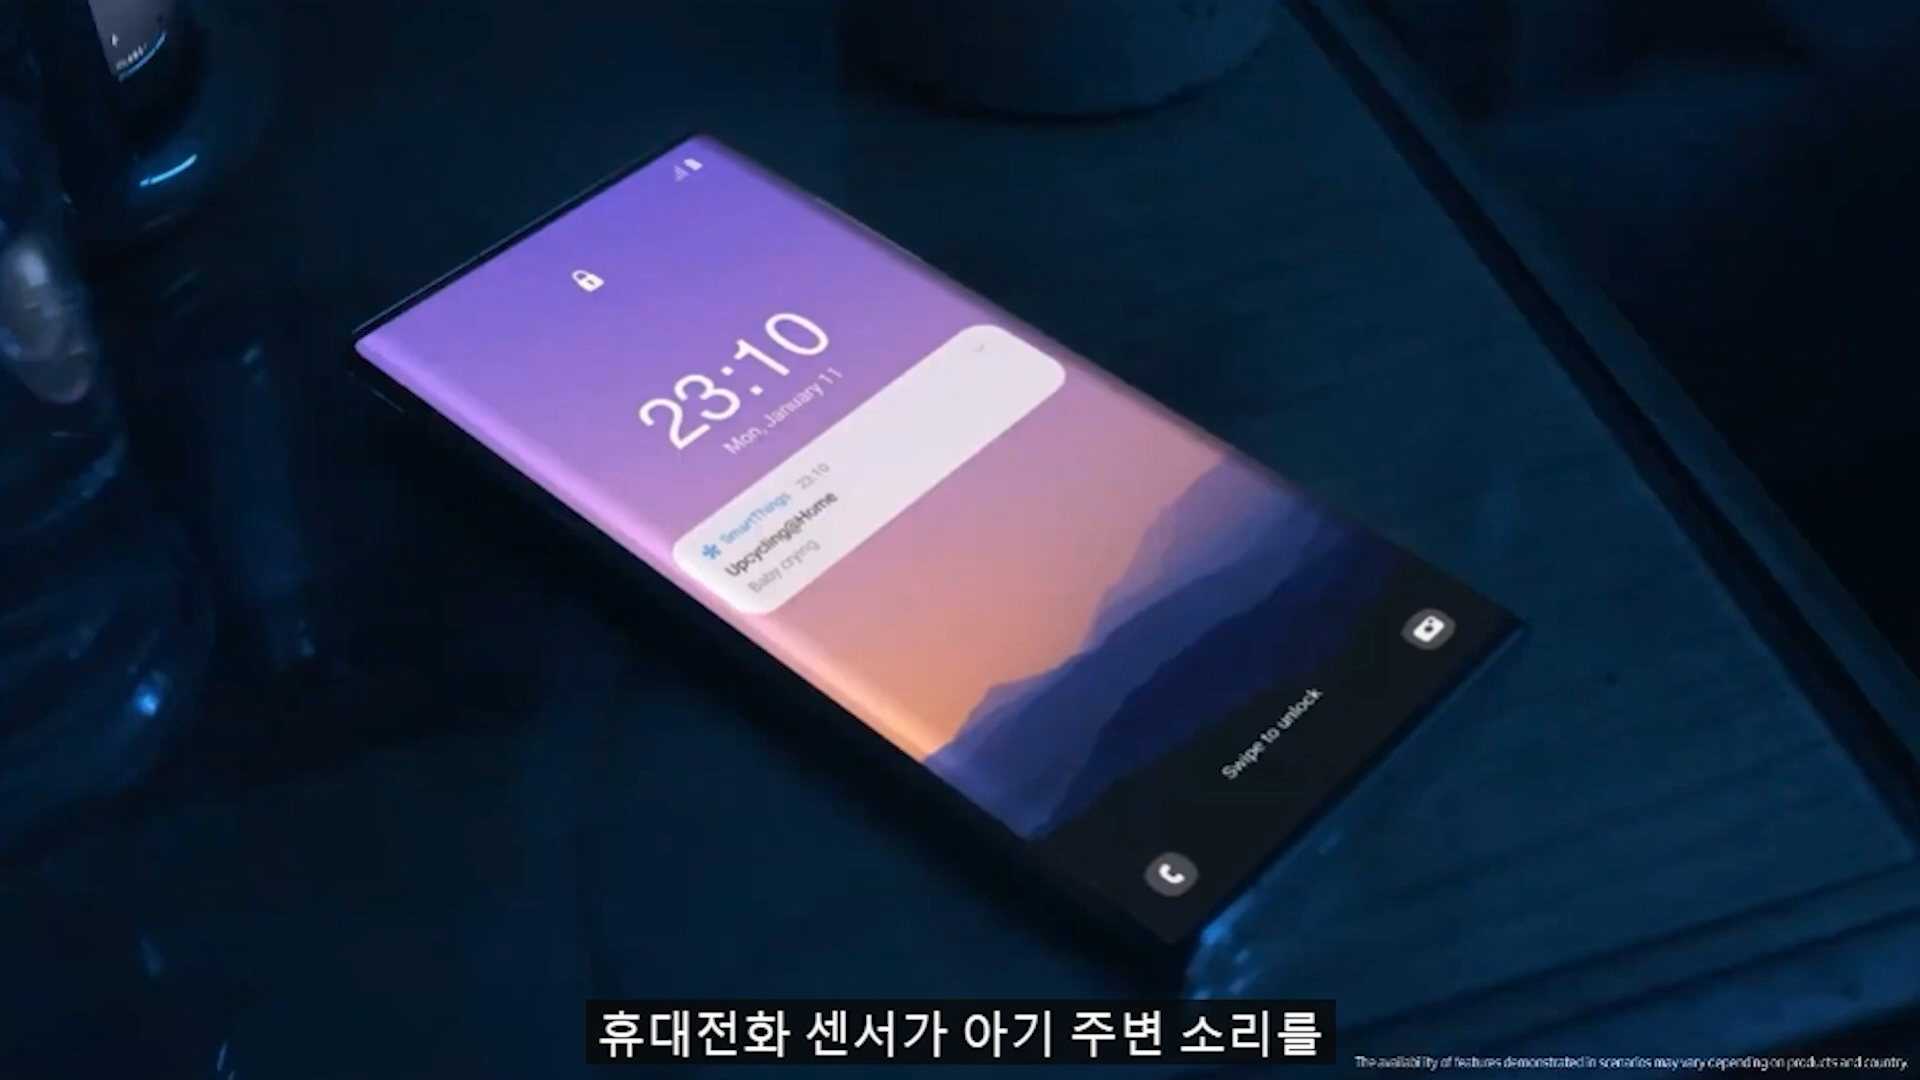 23:10
Mon, January 11
SmartThings · 23:10
Upcycling@Home
Baby crying
Swipe to unlock
휴대전화 센서가 아기 주변 소리를
The availability of features demonstrated in scenarios may vary depending on products and country.